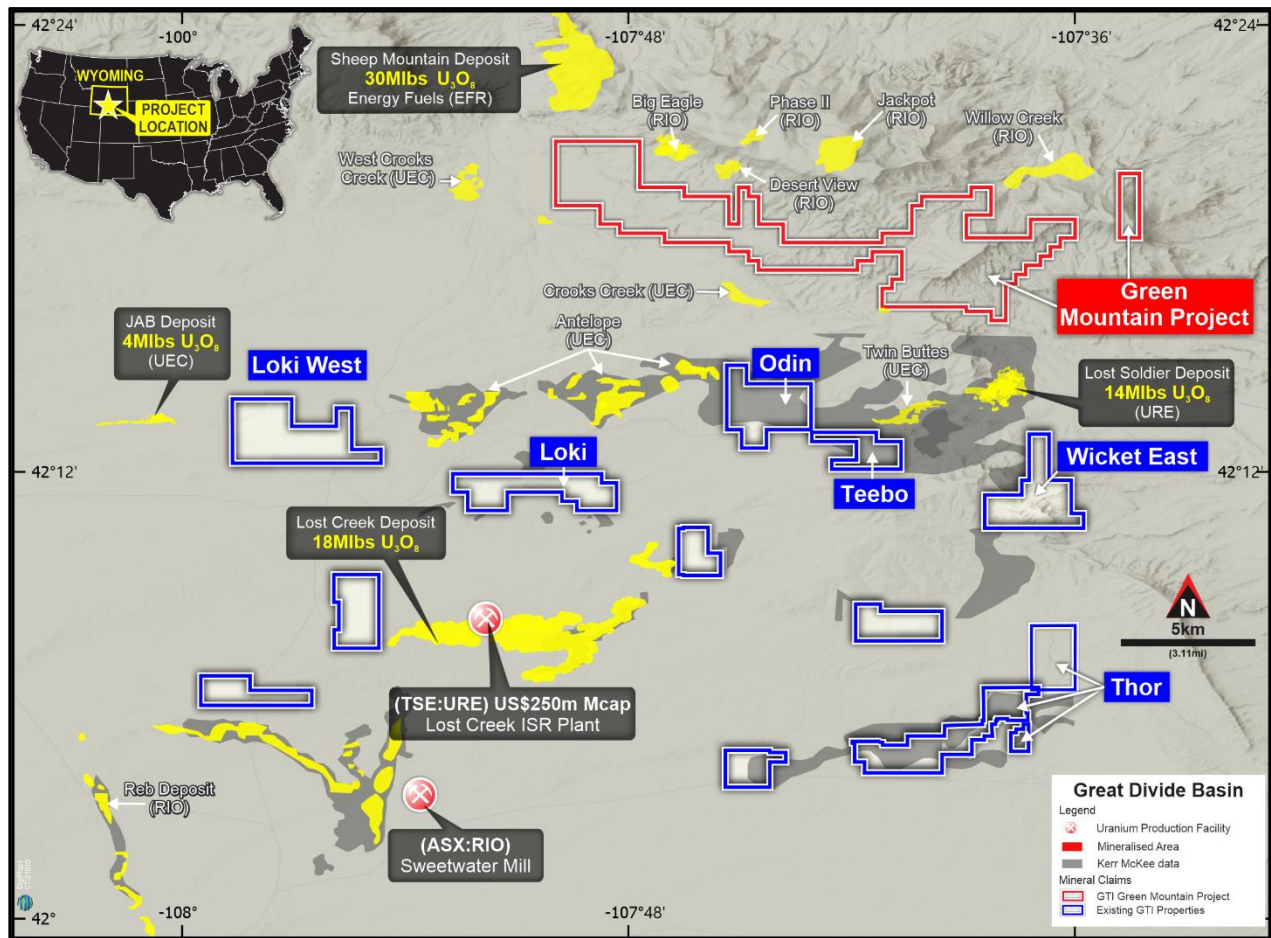 42°24'
-100°
-107°48'
-107°36'
42°24'
WYOMING
PROJECT
LOCATION
Sheep Mountain Deposit
30Mlbs U₃O₈
Energy Fuels (EFR)
Big Eagle
(RIO)
Phase II
(RIO)
Jackpot
(RIO)
Willow Creek
(RIO)
West Crooks
Creek (UEC)
Desert View
(RIO)
Crooks Creek (UEC)
Green
Mountain Project
JAB Deposit
4Mlbs U₃O₈
(UEC)
Loki West
Antelope
(UEC)
Odin
Twin Buttes
(UEC)
Lost Soldier Deposit
14Mlbs U₃O₈
(URE)
42°12'
Loki
Teebo
Wicket East
42°12'
Lost Creek Deposit
18Mlbs U₃O₈
N
5km
(3.11mi)
(TSE:URE) US$250m Mcap
Lost Creek ISR Plant
Thor
Reb Deposit
(RIO)
(ASX:RIO)
Sweetwater Mill
Great Divide Basin
Legend
Uranium Production Facility
Mineralised Area
Kerr McKee data
Mineral Claims
GTI Green Mountain Project
Existing GTI Properties
42°
-108°
-107°48'